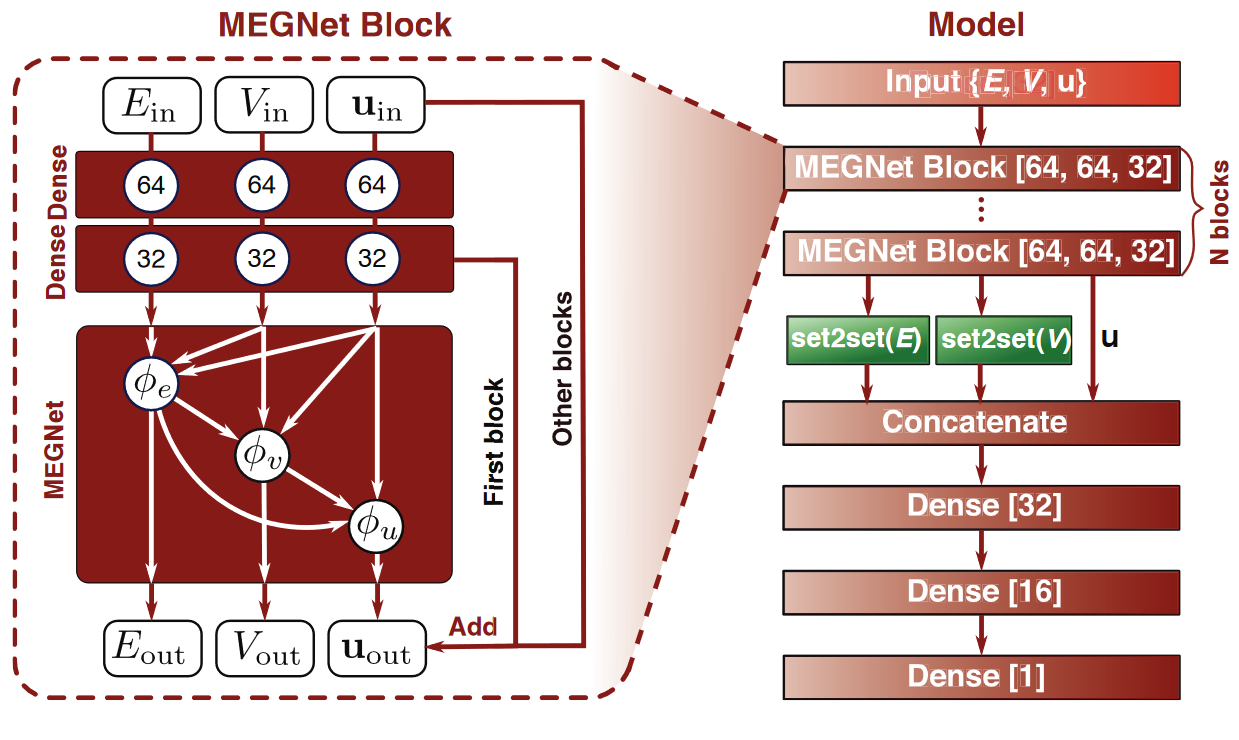 MEGNet Block
E_in V_in u_in
Dense
64 64 64
Dense
32 32 32
MEGNet
ϕ_e
ϕ_v
ϕ_u
First block
Other blocks
Add
E_out V_out u_out
Model
Input {E, V, u}
MEGNet Block [64, 64, 32]
⋮
MEGNet Block [64, 64, 32]
N blocks
set2set(E) set2set(V) u
Concatenate
Dense [32]
Dense [16]
Dense [1]